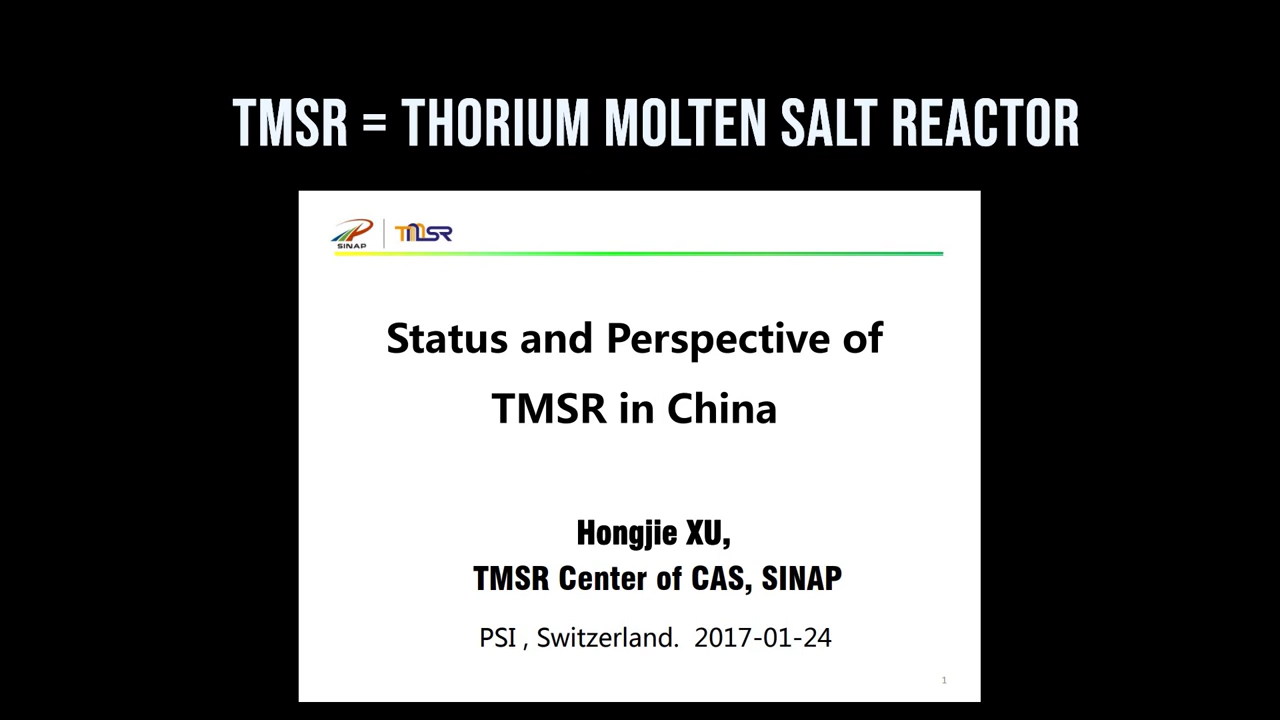 TMSR = THORIUM MOLTEN SALT REACTOR
SINAP TMSR
Status and Perspective of
TMSR in China
Hongjie XU,
TMSR Center of CAS, SINAP
PSI , Switzerland. 2017-01-24
1